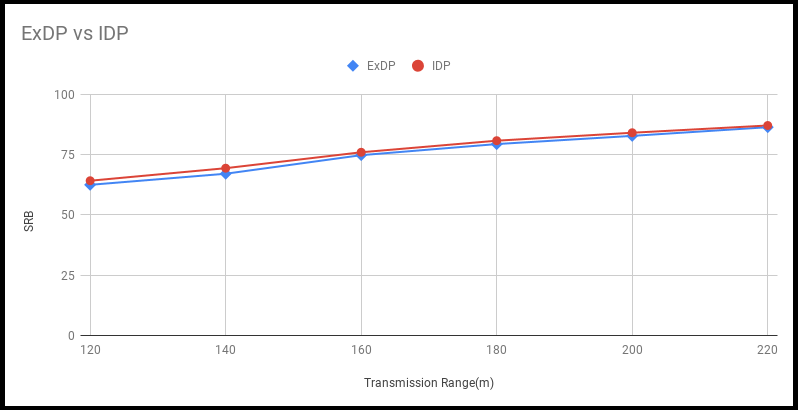 ExDP vs IDP
ExDP IDP
100
75
50
25
0
SRB
120 140 160 180 200 220
Transmission Range(m)